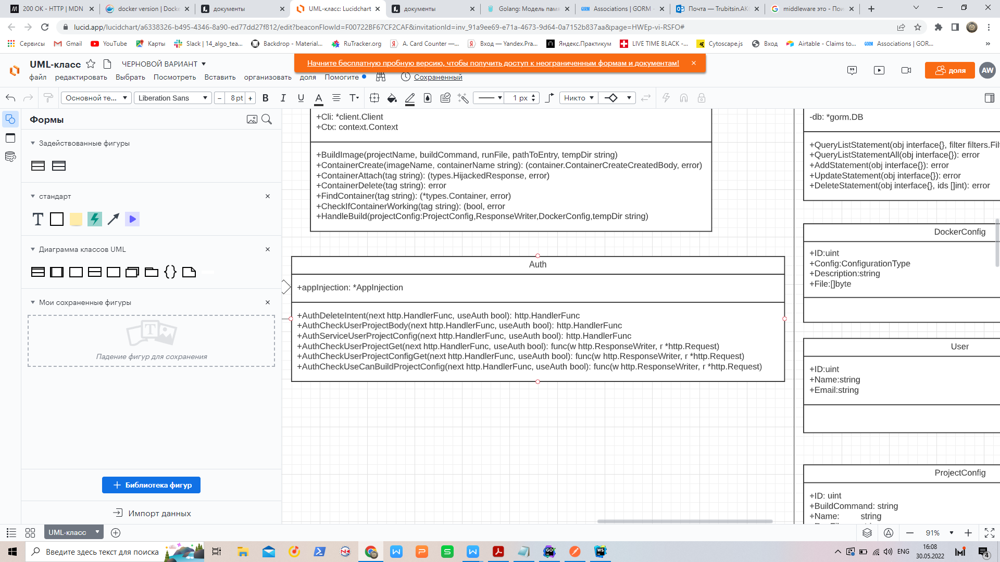 200 OK - HTTP | MDN
docker version | Docke
документы
UML-класс: Lucidchart
документы
Golang: Модель памя
Associations | GORM -
Почта — Trubitsin.AK
middleware это - Пои
lucid.app/lucidchart/a6338326-b495-4346-8a90-ed77dd27f812/edit?beaconFlowId=F00722BF67CF2CAF&invitationId=inv_91a9ee69-e71a-4673-9d64-0a7152b837aa&page=HWEp-vi-RSFO#
Сервисы
Gmail
YouTube
Карты
Slack | 14_algo_tea...
Backdrop - Material...
RuTracker.org
A. Card Counter —...
Вход — Yandex.Pra...
Яндекс.Практикум
LIVE TIME BLACK -...
Cytoscape.js
Вход
Airtable - Claims to...
Associations | GOR...
UML-класс
ЧЕРНОВОЙ ВАРИАНТ
Начните бесплатную пробную версию, чтобы получить доступ к неограниченным формам и документам!
доля
AW
файл
редактировать
Выбрать
Посмотреть
Вставить
организовать
доля
Помогите
Сохраненный
Основной те...
Liberation Sans
8 pt
1 px
Никто
Формы
Задействованные фигуры
стандарт
Диаграмма классов UML
Мои сохраненные фигуры
Падение фигур для сохранения
Библиотека фигур
Импорт данных
+Cli: *client.Client
+Ctx: context.Context
+BuildImage(projectName, buildCommand, runFile, pathToEntry, tempDir string)
+ContainerCreate(imageName, containerName string): (container.ContainerCreateCreatedBody, error)
+ContainerAttach(tag string): (types.HijackedResponse, error)
+ContainerDelete(tag string): error
+FindContainer(tag string): (*types.Container, error)
+CheckIfContainerWorking(tag string): (bool, error
+HandleBuild(projectConfig:ProjectConfig,ResponseWriter,DockerConfig,tempDir string)
Auth
+appInjection: *AppInjection
+AuthDeleteIntent(next http.HandlerFunc, useAuth bool): http.HandlerFunc
+AuthCheckUserProjectBody(next http.HandlerFunc, useAuth bool): http.HandlerFunc
+AuthServiceUserProjectConfig(next http.HandlerFunc, useAuth bool): http.HandlerFunc
+AuthCheckUserProjectGet(next http.HandlerFunc, useAuth bool): func(w http.ResponseWriter, r *http.Request)
+AuthCheckUserProjectConfigGet(next http.HandlerFunc, useAuth bool): func(w http.ResponseWriter, r *http.Request)
+AuthCheckUseCanBuildProjectConfig(next http.HandlerFunc, useAuth bool): func(w http.ResponseWriter, r *http.Request)
-db: *gorm.DB
+QueryListStatement(obj interface{}, filter filters.Fil
+QueryListStatementAll(obj interface{}): error
+AddStatement(obj interface{}): error
+UpdateStatement(obj interface{}): error
+DeleteStatement(obj interface{}, ids []int): error
DockerConfig
+ID:uint
+Config:ConfigurationType
+Description:string
+File:[]byte
User
+ID:uint
+Name:string
+Email:string
ProjectConfig
+ID: uint
+BuildCommand: string
+Name: string
UML-класс
91%
Введите здесь текст для поиска
ENG
16:08
30.05.2022
4